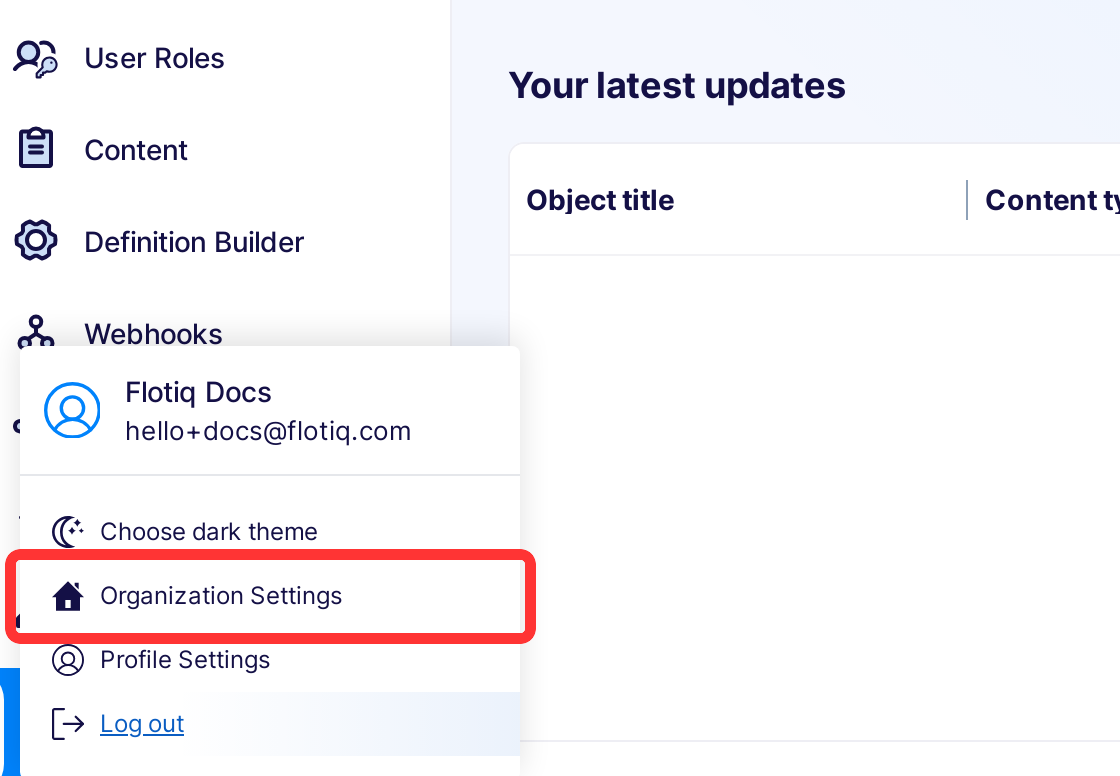 User Roles
Content
Definition Builder
Webhooks
Your latest updates
Object title
Content ty
Flotiq Docs
hello+docs@flotiq.com
Choose dark theme
Organization Settings
Profile Settings
Log out